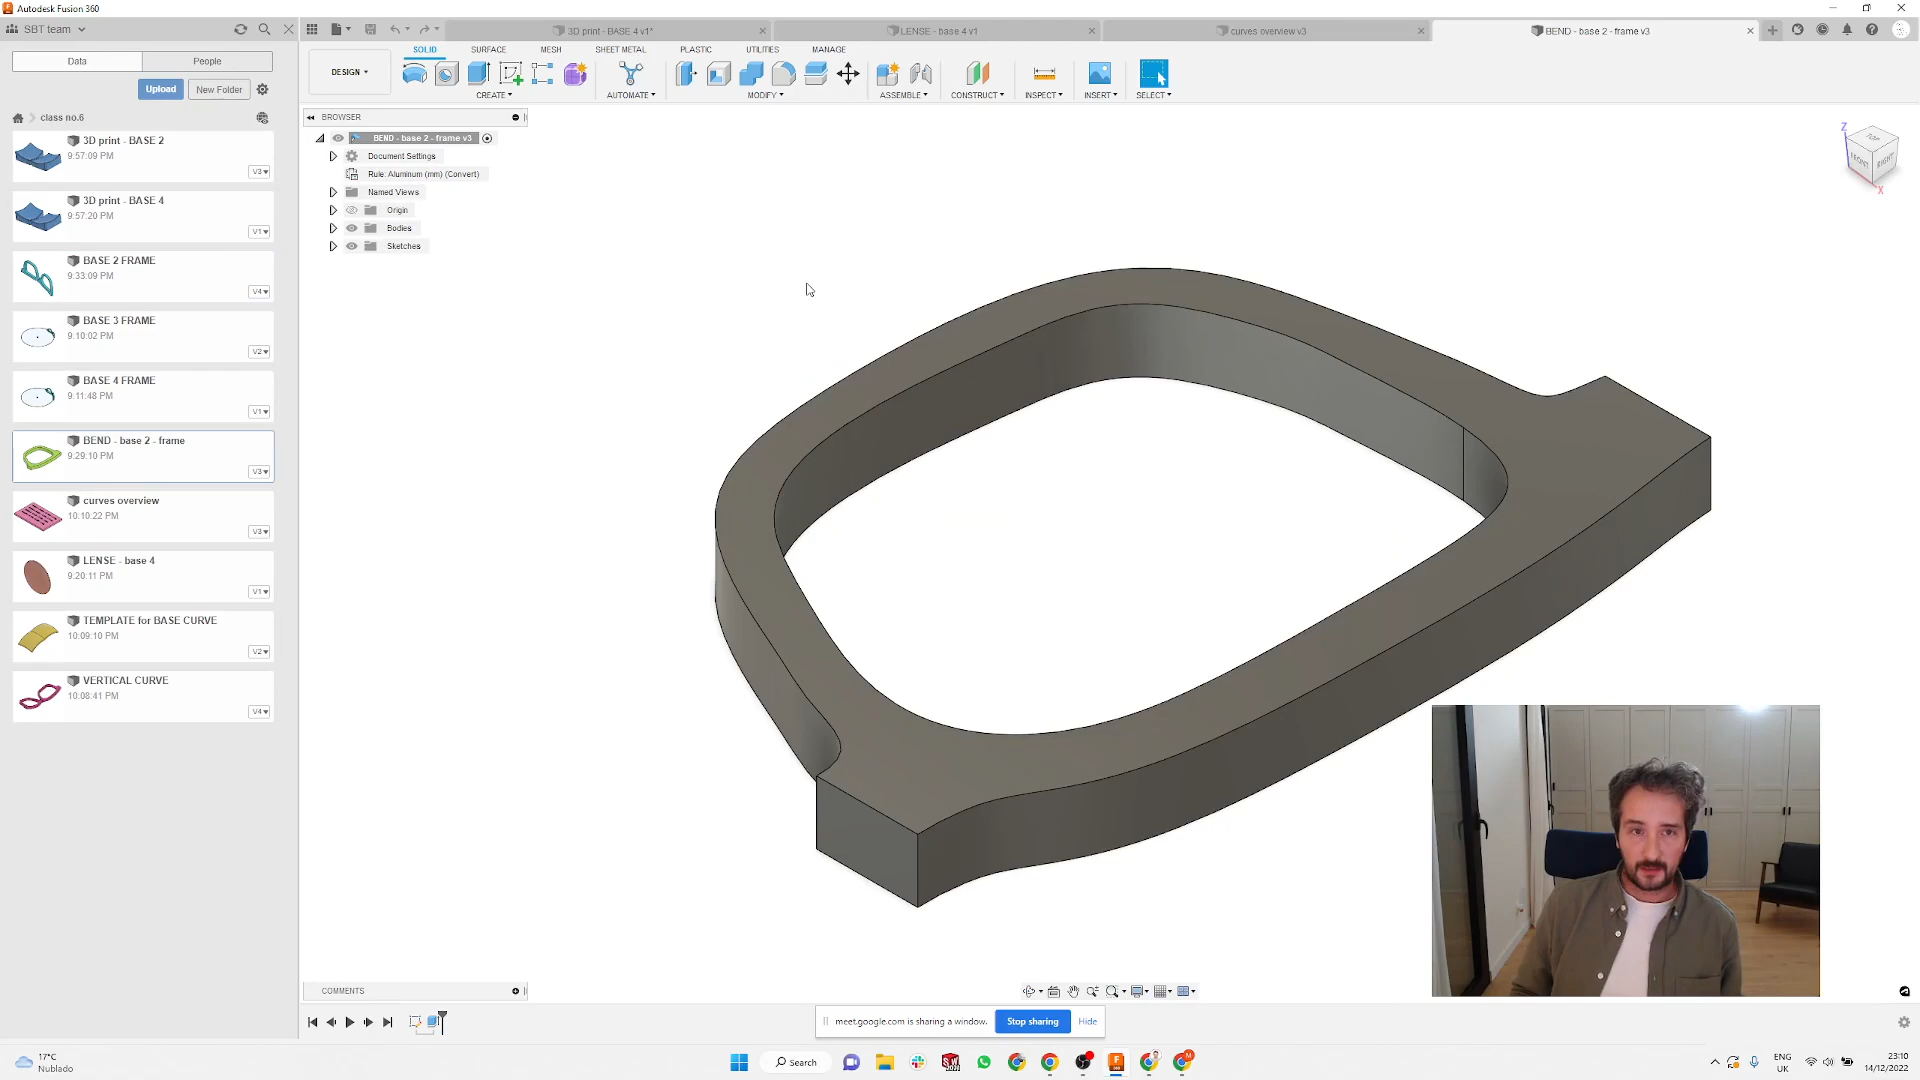 Autodesk Fusion 360
SBT team
Data
People
Upload
New Folder
class no.6
3D print - BASE 2
9:57:09 PM
V3
3D print - BASE 4
9:57:20 PM
V1
BASE 2 FRAME
9:33:09 PM
V4
BASE 3 FRAME
9:10:02 PM
V2
BASE 4 FRAME
9:11:48 PM
V1
BEND - base 2 - frame
9:29:10 PM
V3
curves overview
10:10:22 PM
V3
LENSE - base 4
9:20:11 PM
V1
TEMPLATE for BASE CURVE
10:09:10 PM
V2
VERTICAL CURVE
10:08:41 PM
V4
3D print - BASE 4 v1*
LENSE - base 4 v1
curves overview v3
BEND - base 2 - frame v3
DESIGN
SOLID
SURFACE
MESH
SHEET METAL
PLASTIC
UTILITIES
MANAGE
CREATE
AUTOMATE
MODIFY
ASSEMBLE
CONSTRUCT
INSPECT
INSERT
SELECT
BROWSER
BEND - base 2 - frame v3
Document Settings
Rule: Aluminum (mm) (Convert)
Named Views
Origin
Bodies
Sketches
Z
TOP
FRONT
RIGHT
X
COMMENTS
meet.google.com is sharing a window.
Stop sharing
Hide
17°C
Nublado
Search
ENG
UK
23:10
14/12/2022